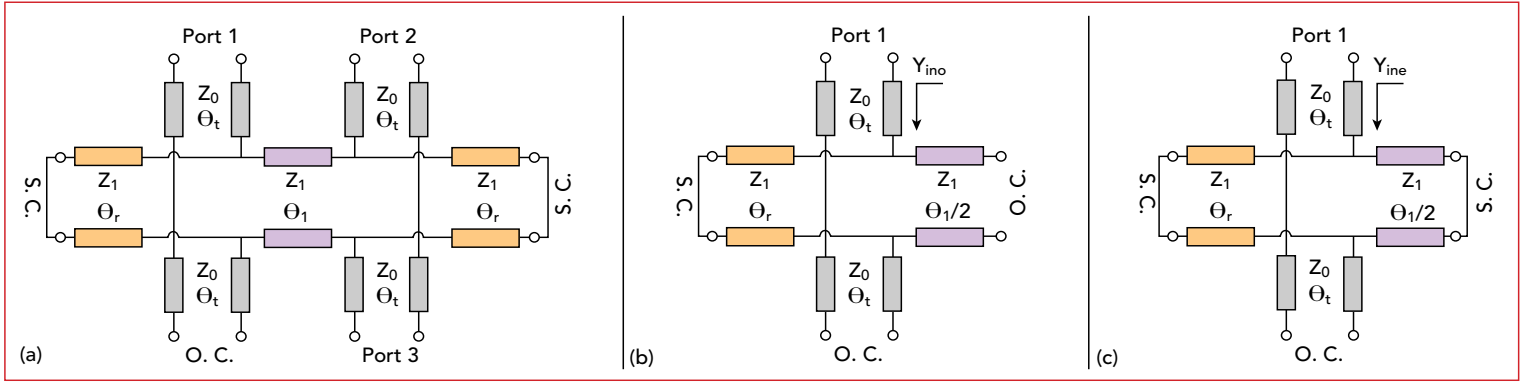 Port 1
Port 2
Z0
Θt
Z0
Θt
S. C.
Z1
Θr
Z1
Θ1
Z1
Θr
S. C.
Z0
Θt
Z0
Θt
(a)
O. C.
Port 3
Port 1
Yino
Z0
Θt
S. C.
Z1
Θr
Z1
Θ1/2
O. C.
Z0
Θt
(b)
O. C.
Port 1
Yine
Z0
Θt
S. C.
Z1
Θr
Z1
Θ1/2
S. C.
Z0
Θt
(c)
O. C.